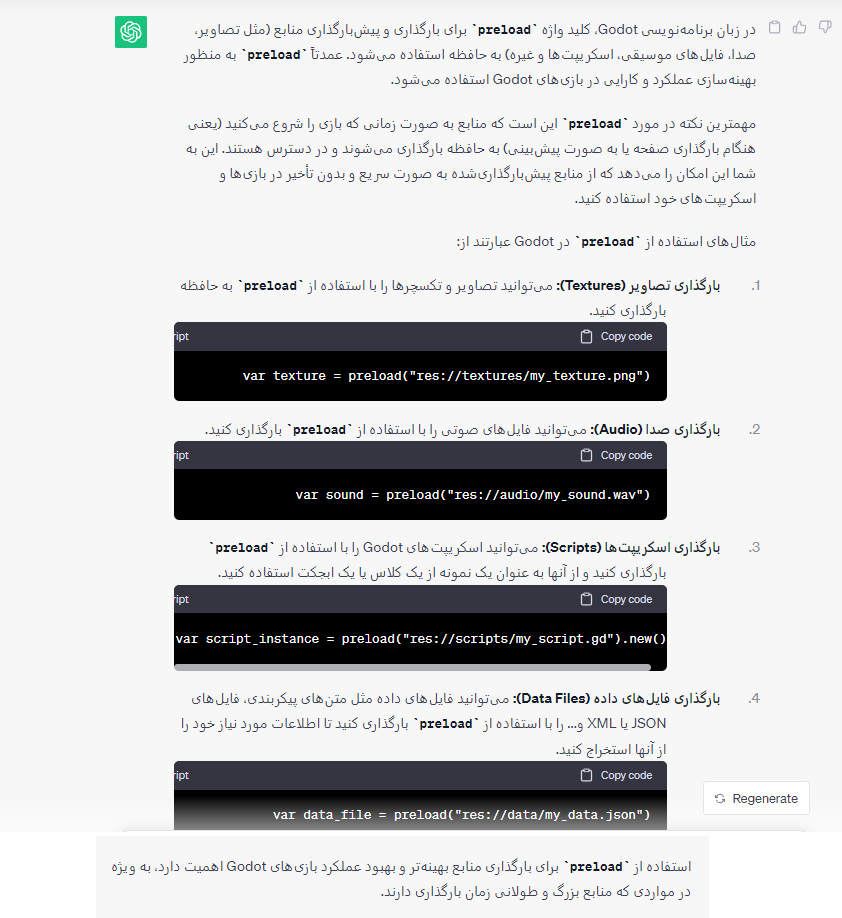 در زبان برنامه‌نویسی Godot، کلید واژه `preload` برای بارگذاری و پیش‌بارگذاری منابع (مثل تصاویر،
صدا، فایل‌های موسیقی، اسکریپت‌ها و غیره) به حافظه استفاده می‌شود. عمدتاً `preload` به منظور
بهینه‌سازی عملکرد و کارایی در بازی‌های Godot استفاده می‌شود.
مهمترین نکته در مورد `preload` این است که منابع به صورت زمانی که بازی را شروع می‌کنید (یعنی
هنگام بارگذاری صفحه یا به صورت پیش‌بینی) به حافظه بارگذاری می‌شوند و در دسترس هستند. این به
شما این امکان را می‌دهد که از منابع پیش‌بارگذاری‌شده به صورت سریع و بدون تأخیر در بازی‌ها و
اسکریپت‌های خود استفاده کنید.
مثال‌های استفاده از `preload` در Godot عبارتند از:
1. بارگذاری تصاویر (Textures): می‌توانید تصاویر و تکسچرها را با استفاده از `preload` به حافظه
بارگذاری کنید.
ript Copy code
var texture = preload("res://textures/my_texture.png")
2. بارگذاری صدا (Audio): می‌توانید فایل‌های صوتی را با استفاده از `preload` بارگذاری کنید.
ript Copy code
var sound = preload("res://audio/my_sound.wav")
3. بارگذاری اسکریپت‌ها (Scripts): می‌توانید اسکریپت‌های Godot را با استفاده از `preload`
بارگذاری کنید و از آنها به عنوان یک نمونه از یک کلاس یا یک ابجکت استفاده کنید.
ript Copy code
var script_instance = preload("res://scripts/my_script.gd").new()
4. بارگذاری فایل‌های داده (Data Files): می‌توانید فایل‌های داده مثل متن‌های پیکربندی، فایل‌های
JSON یا XML و... را با استفاده از `preload` بارگذاری کنید تا اطلاعات مورد نیاز خود را
از آنها استخراج کنید.
ript Copy code
var data_file = preload("res://data/my_data.json")
Regenerate
استفاده از `preload` برای بارگذاری منابع بهینه‌تر و بهبود عملکرد بازی‌های Godot اهمیت دارد، به ویژه
در مواردی که منابع بزرگ و طولانی زمان بارگذاری دارند.